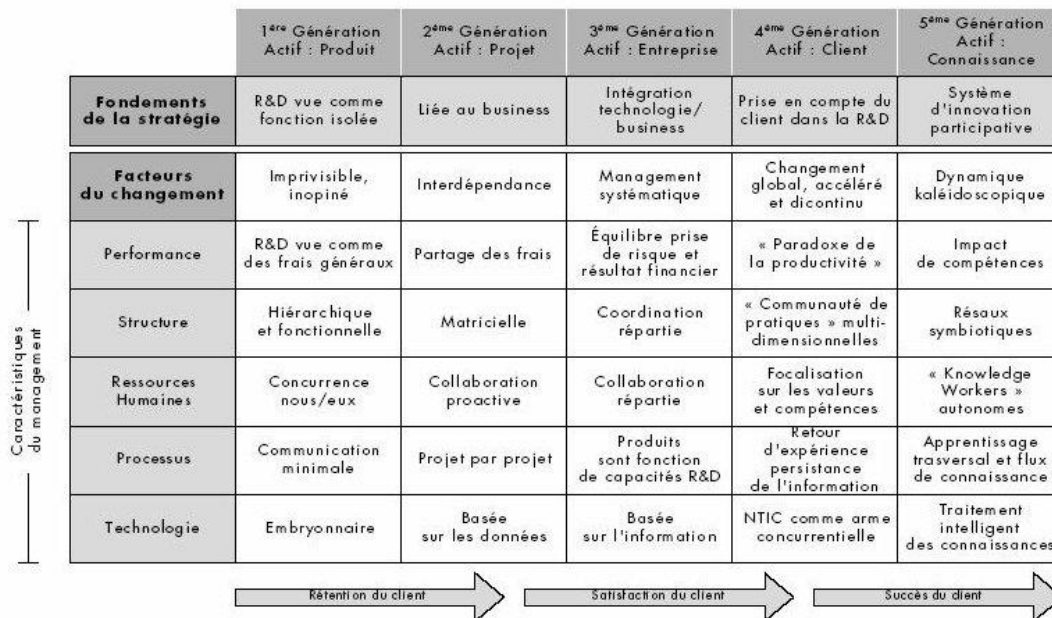 1ère Génération
Actif : Produit
2ème Génération
Actif : Projet
3ème Génération
Actif : Entreprise
4ème Génération
Actif : Client
5ème Génération
Actif :
Connaissance
Fondements
de la stratégie
R&D vue comme
fonction isolée
Liée au business
Intégration
technologie/
business
Prise en compte du
client dans la R&D
Système
d'innovation
participative
Facteurs
du changement
Imprivisible,
inopiné
Interdépendance
Management
systématique
Changement
global, accéléré
et dicontinu
Dynamique
kaléidoscopique
Caractéristiques
du management
Performance
R&D vue comme
des frais généraux
Partage des frais
Équilibre prise
de risque et
résultat financier
« Paradoxe de
la productivité »
Impact
de compétences
Structure
Hiérarchique
et fonctionnelle
Matricielle
Coordination
répartie
« Communauté de
pratiques » multi-
dimensionnelles
Résaux
symbiotiques
Ressources
Humaines
Concurrence
nous/eux
Collaboration
proactive
Collaboration
répartie
Focalisation
sur les valeurs
et compétences
« Knowledge
Workers »
autonomes
Processus
Communication
minimale
Projet par projet
Produits
sont fonction
de capacités R&D
Retour
d'expérience
persistance
de l'information
Apprentissage
trasversal et flux
de connaissance
Technologie
Embryonnaire
Basée
sur les données
Basée
sur l'information
NTIC comme arme
concurrentielle
Traitement
intelligent
des connaissances
Rétention du client
Satisfaction du client
Succès du client